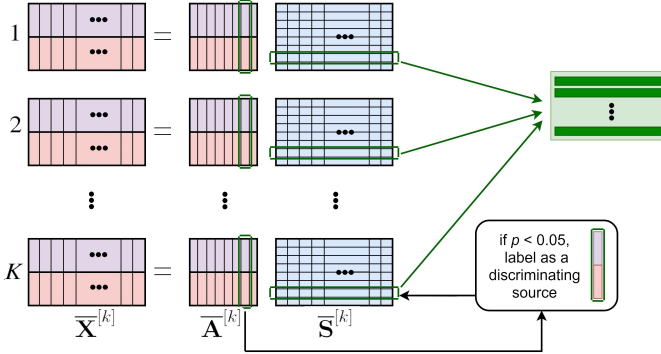 1 =
2 =
K =
if p < 0.05,
label as a
discriminating
source
X̅^[k] A̅^[k] S̅^[k]